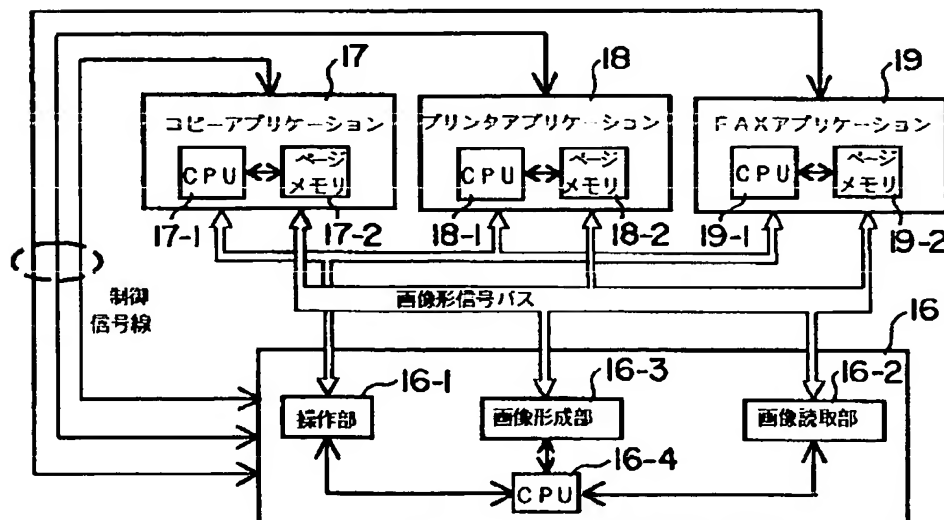 17
18
19
コピーアプリケーション
プリンタアプリケーション
FAXアプリケーション
CPU
ページ
メモリ
CPU
ページ
メモリ
CPU
ページ
メモリ
17-1
17-2
18-1
18-2
19-1
19-2
制御
信号線
画像形信号バス
16
16-1
16-3
16-2
操作部
画像形成部
画像読取部
16-4
CPU